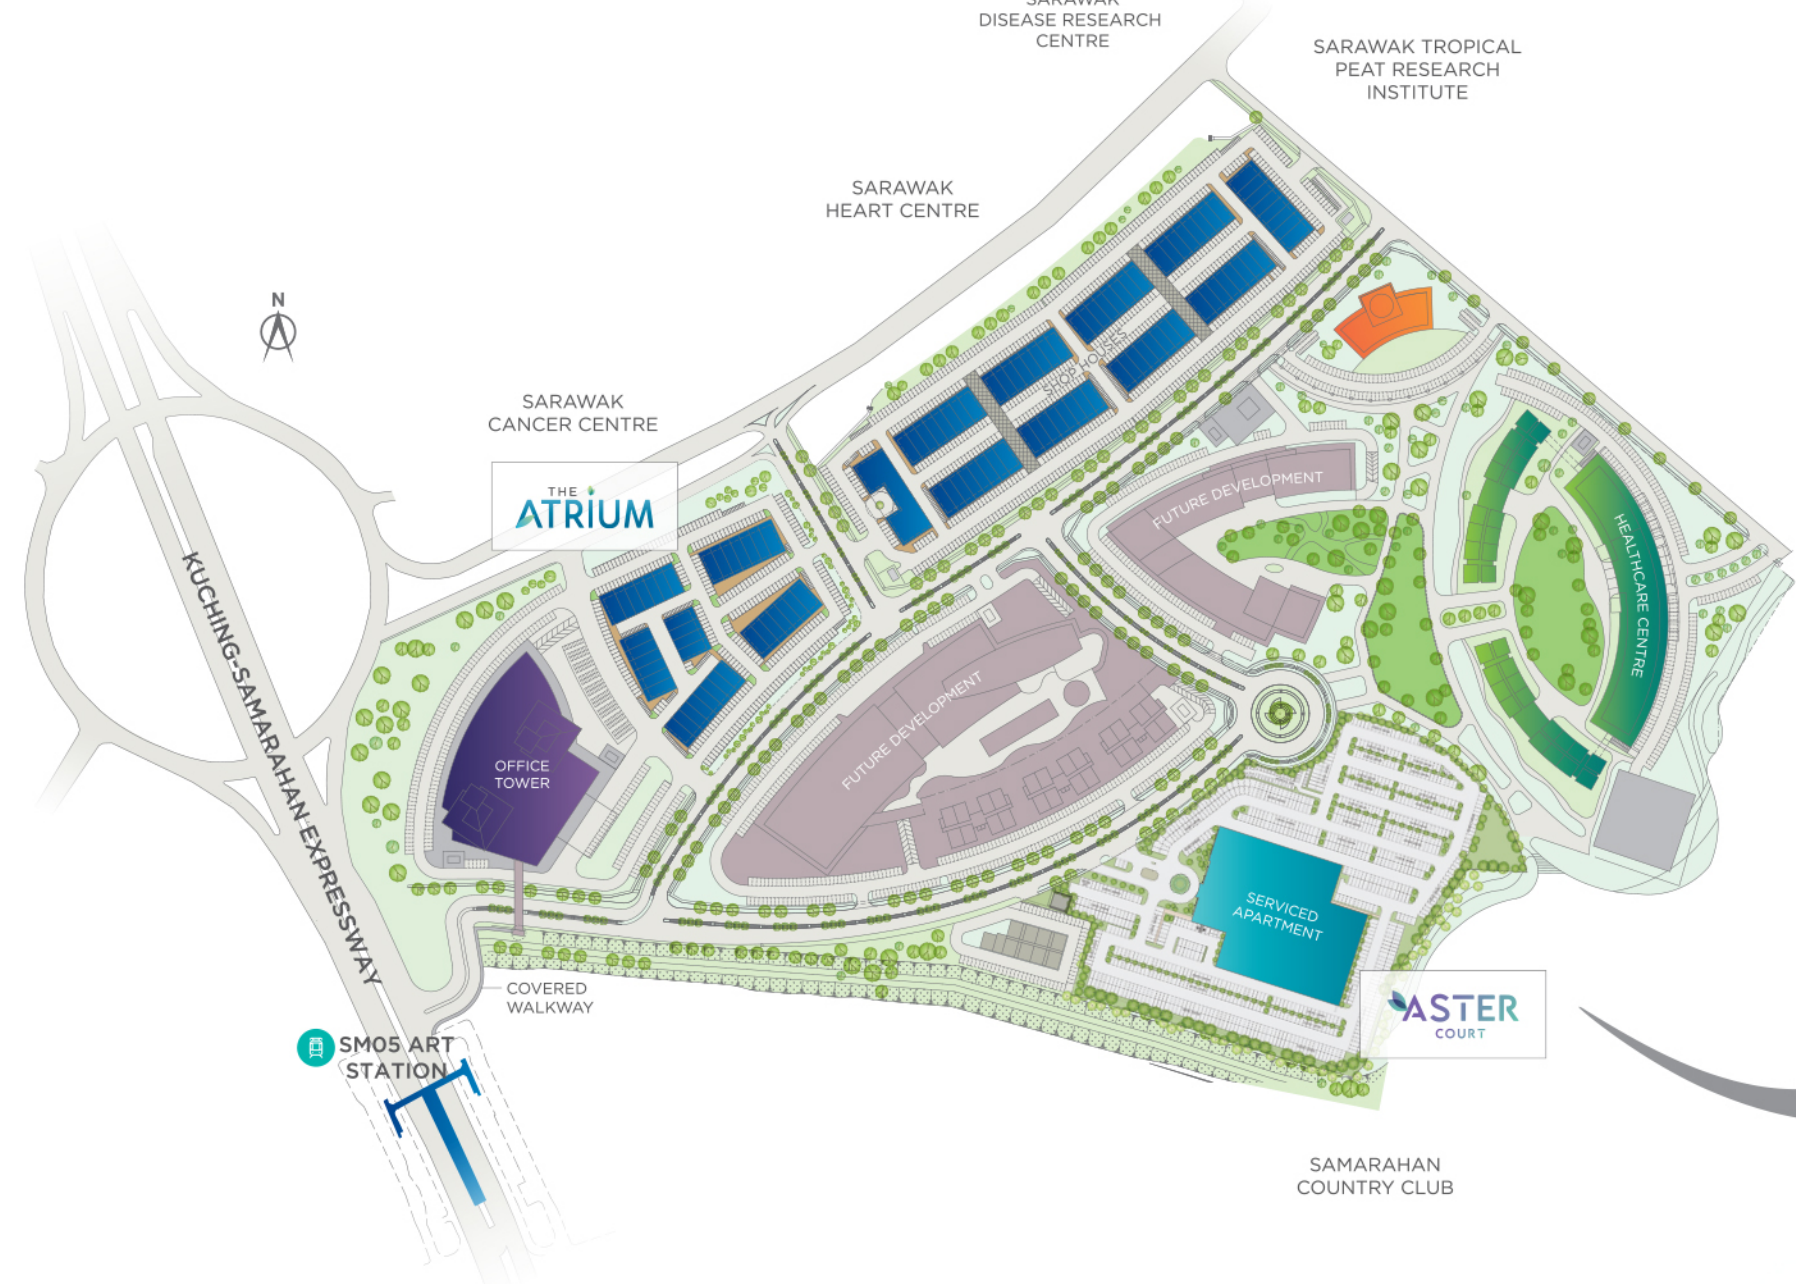 SARAWAK
DISEASE RESEARCH
CENTRE
SARAWAK TROPICAL
PEAT RESEARCH
INSTITUTE
SARAWAK
HEART CENTRE
N
SARAWAK
CANCER CENTRE
SHOP HOUSES
THE
ATRIUM
FUTURE DEVELOPMENT
HEALTHCARE CENTRE
KUCHING-SAMARAHAN EXPRESSWAY
FUTURE DEVELOPMENT
OFFICE
TOWER
SERVICED
APARTMENT
COVERED
WALKWAY
ASTER
COURT
SM05 ART
STATION
SAMARAHAN
COUNTRY CLUB